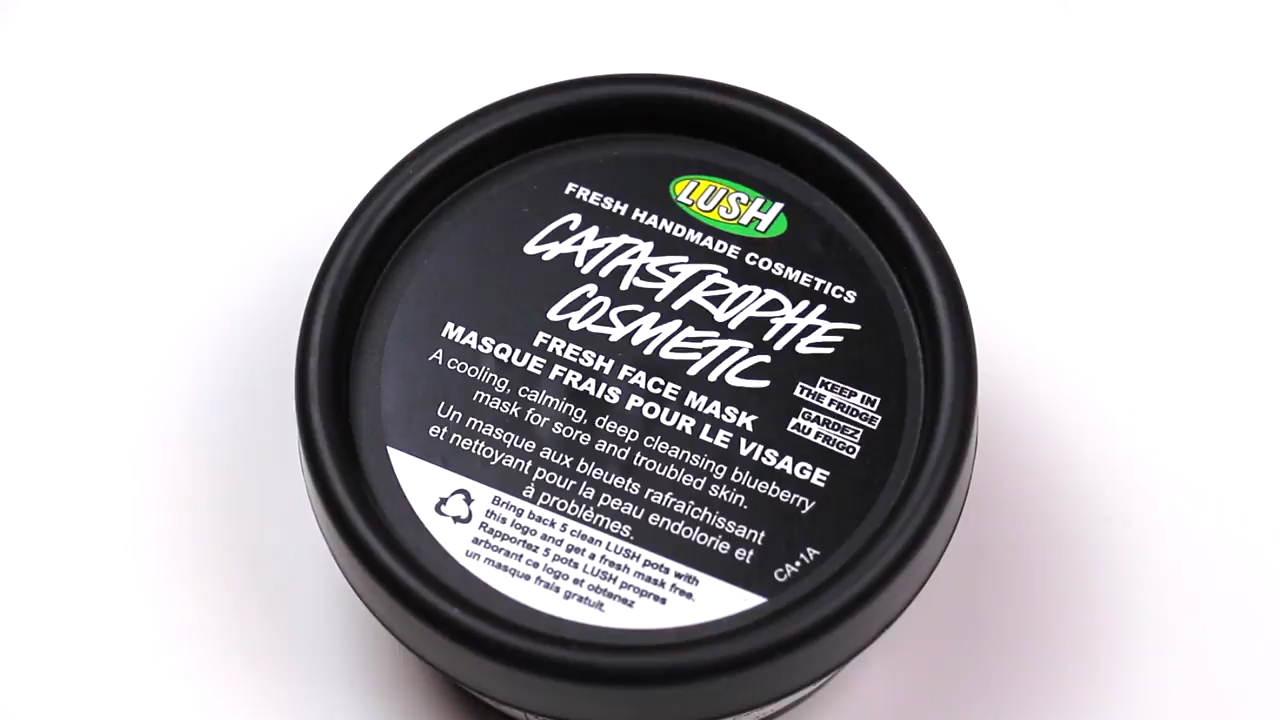 LUSH
FRESH HANDMADE COSMETICS
CATASTROPHE
COSMETIC
FRESH FACE MASK
MASQUE FRAIS POUR LE VISAGE
A cooling, calming, deep cleansing blueberry
mask for sore and troubled skin.
Un masque aux bleuets rafraîchissant
et nettoyant pour la peau endolorie et
à problèmes.
KEEP IN
THE FRIDGE
GARDEZ
AU FRIGO
Bring back 5 clean LUSH pots with
this logo and get a fresh mask free.
Rapportez 5 pots LUSH propres
arborant ce logo et obtenez
un masque frais gratuit.
CA•1A